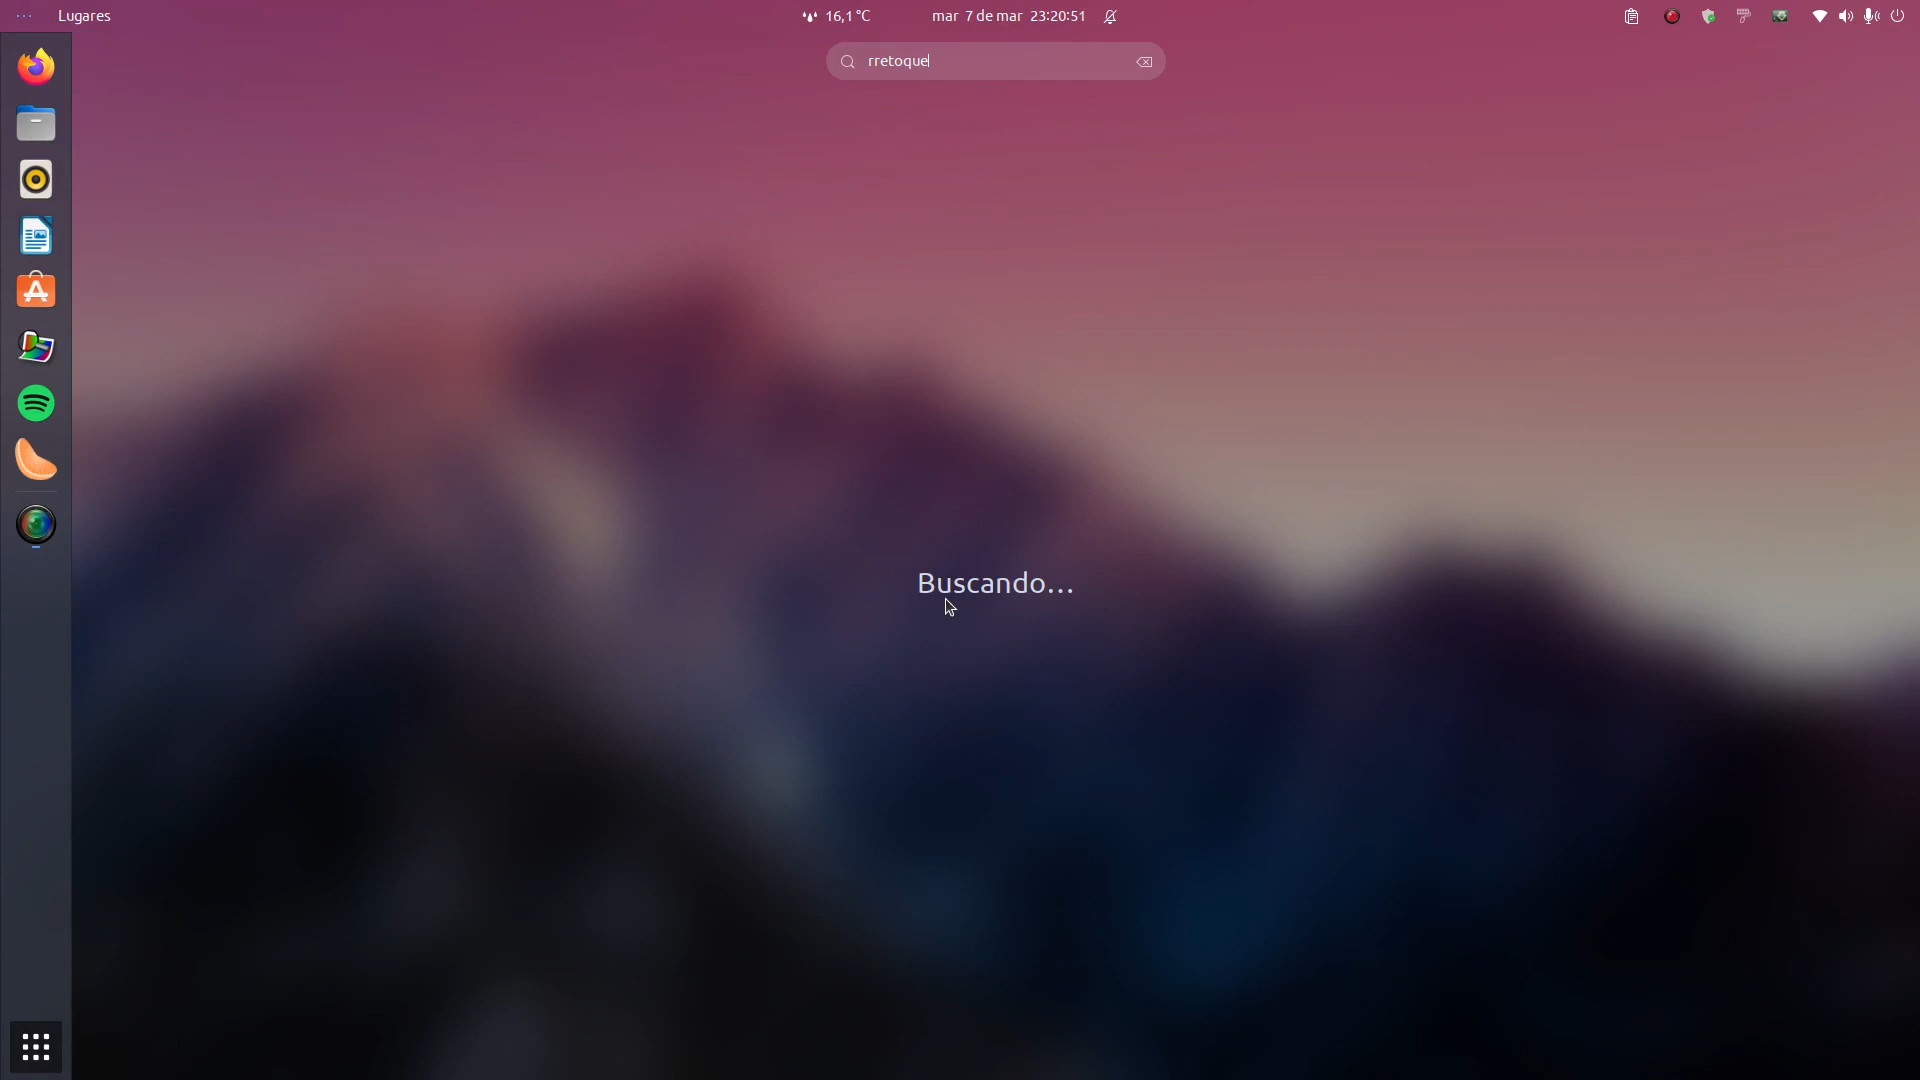 Lugares
16,1 °C
mar 7 de mar 23:20:51
rretoque
Buscando...